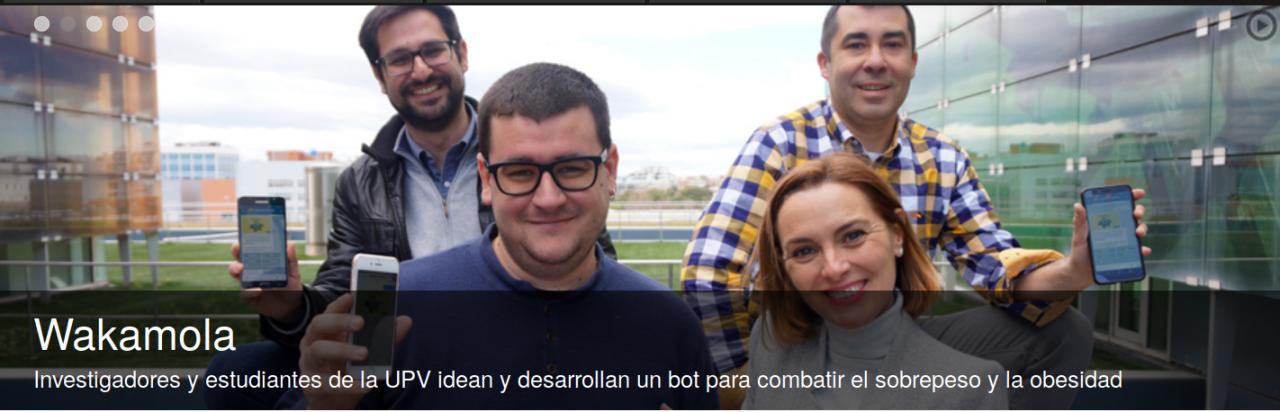 Wakamola
Investigadores y estudiantes de la UPV idean y desarrollan un bot para combatir el sobrepeso y la obesidad